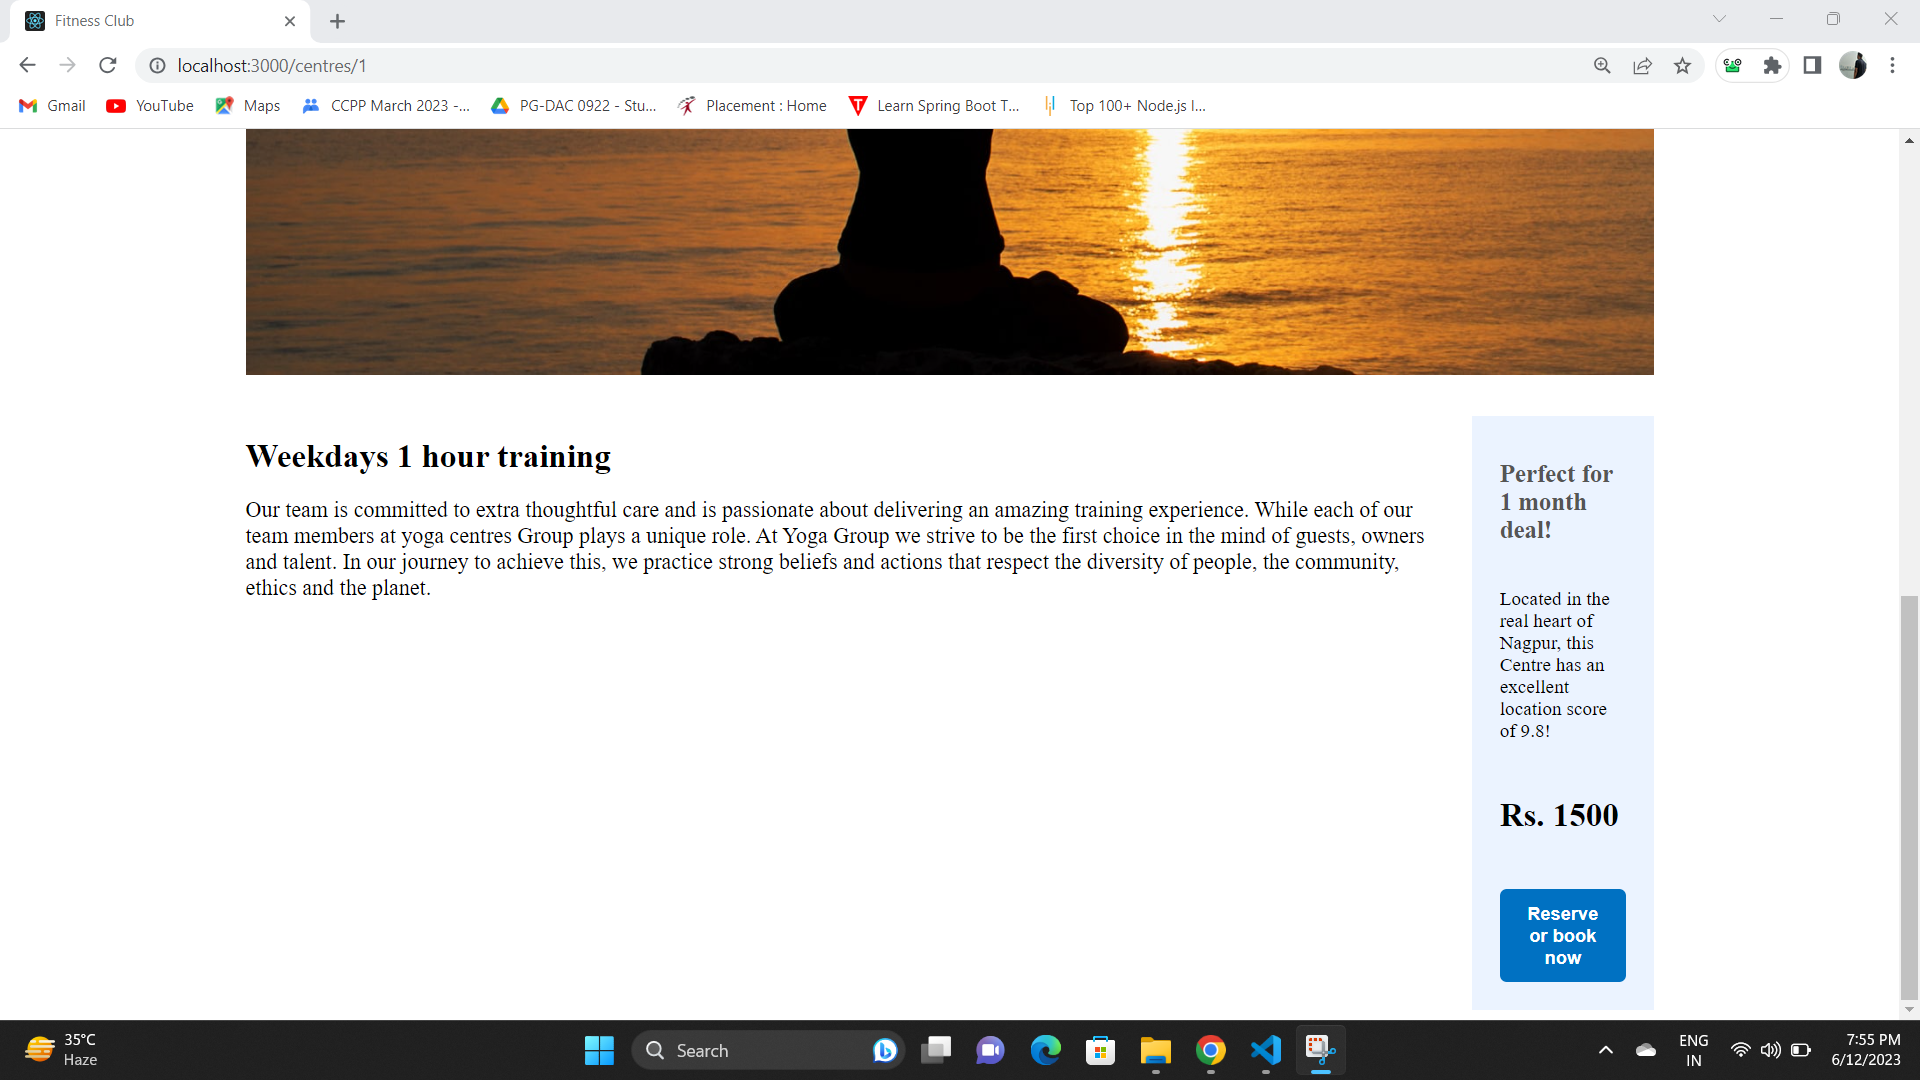 Fitness Club
localhost:3000/centres/1
Gmail
YouTube
Maps
CCPP March 2023 -...
PG-DAC 0922 - Stu...
Placement : Home
Learn Spring Boot T...
Top 100+ Node.js I...
Weekdays 1 hour training
Our team is committed to extra thoughtful care and is passionate about delivering an amazing training experience. While each of our
team members at yoga centres Group plays a unique role. At Yoga Group we strive to be the first choice in the mind of guests, owners
and talent. In our journey to achieve this, we practice strong beliefs and actions that respect the diversity of people, the community,
ethics and the planet.
Perfect for
1 month
deal!
Located in the
real heart of
Nagpur, this
Centre has an
excellent
location score
of 9.8!
Rs. 1500
Reserve
or book
now
35°C
Haze
Search
ENG
IN
7:55 PM
6/12/2023